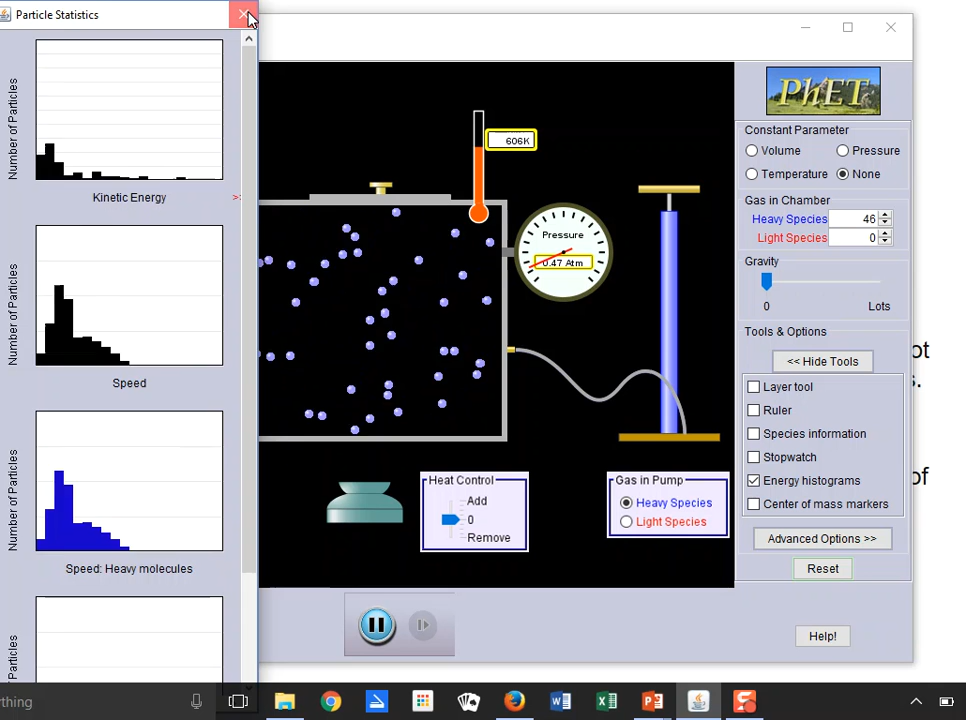 Particle Statistics
Number of Particles
Kinetic Energy
>>
Number of Particles
Speed
Number of Particles
Speed: Heavy molecules
Particles
606K
Pressure
0.47 Atm
Heat Control
Add
0
Remove
Gas in Pump
Heavy Species
Light Species
PhET
Constant Parameter
Volume
Pressure
Temperature
None
Gas in Chamber
Heavy Species 46
Light Species 0
Gravity
0 Lots
Tools & Options
<< Hide Tools
Layer tool
Ruler
Species information
Stopwatch
Energy histograms
Center of mass markers
Advanced Options >>
Reset
Help!
ot
s.
of
thing